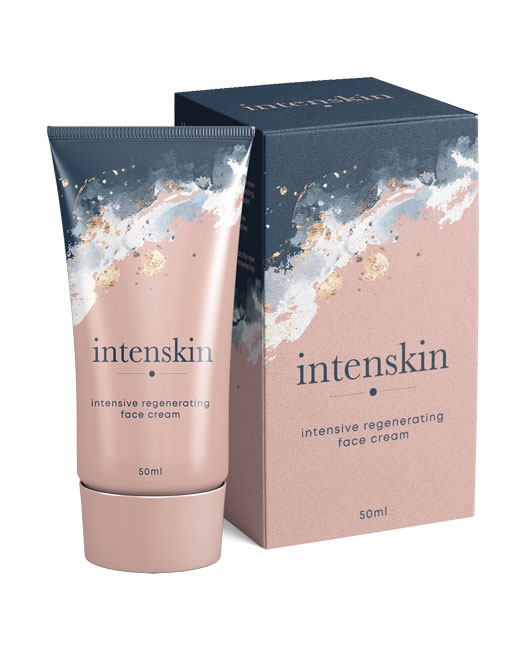 intenskin
intensive regenerating
face cream
50ml
intenskin
intenskin
intensive regenerating
face cream
50ml